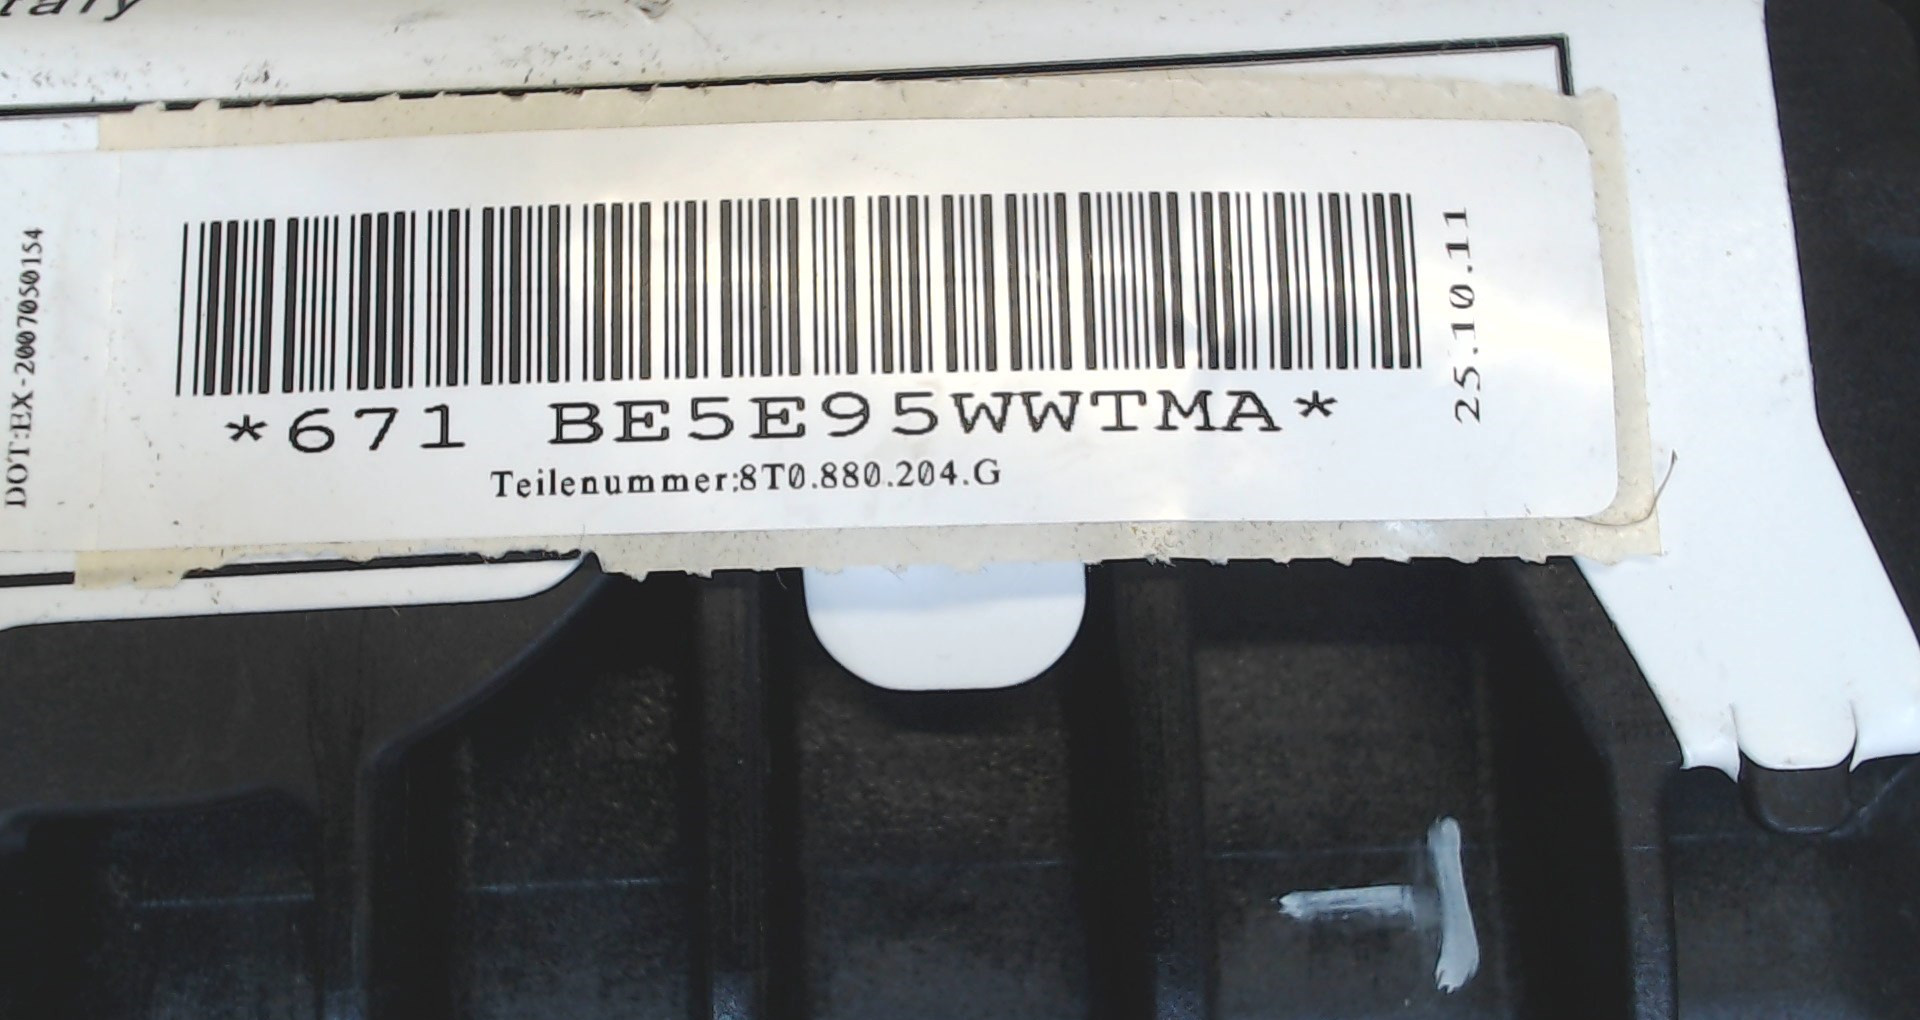 DOT:EX-2007050154
*671 BE5E95WWTMA*
Teilenummer:8T0.880.204.G
25.10.11